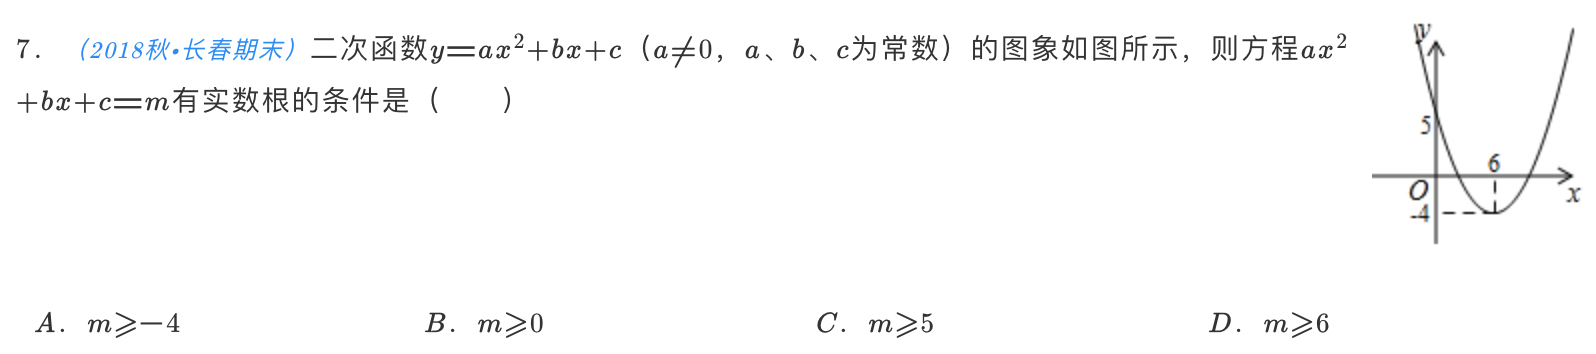 7. （2018秋•长春期末）二次函数y=ax²+bx+c（a≠0，a、b、c为常数）的图象如图所示，则方程ax²
+bx+c=m有实数根的条件是（  ）
y
5
6
O
x
-4
A. m⩾−4 B. m⩾0 C. m⩾5 D. m⩾6